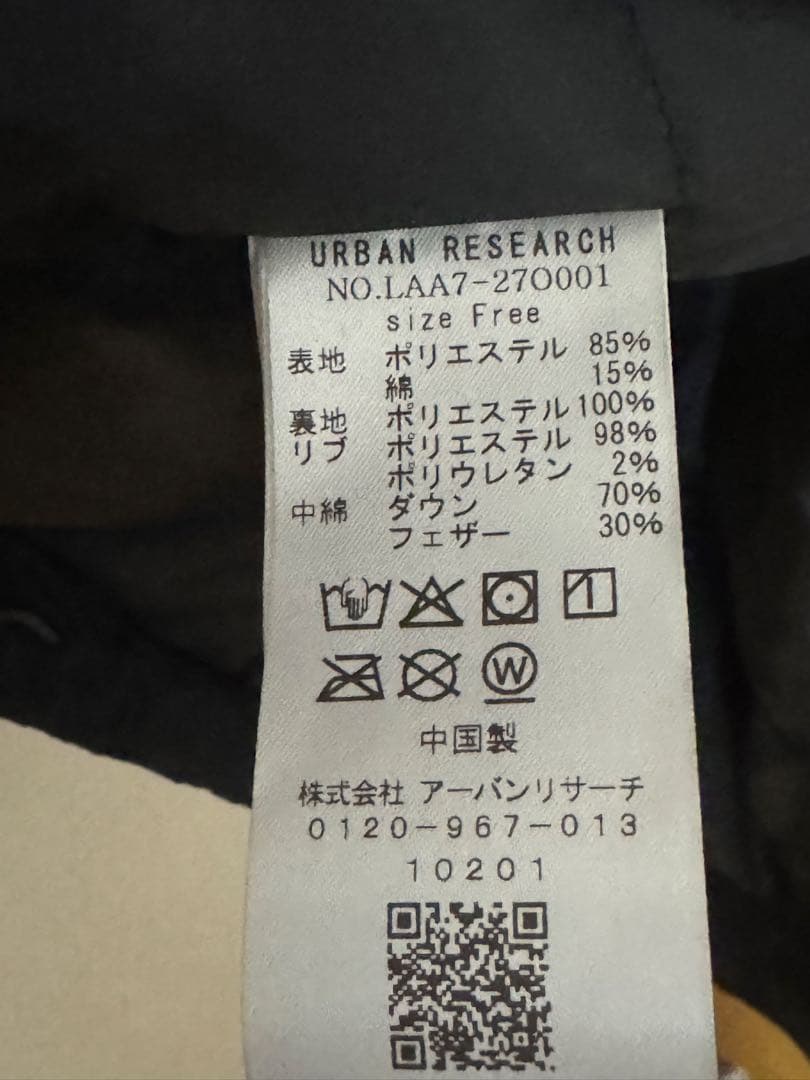 URBAN RESEARCH
NO.LAA7-27O001
size Free
表地 ポリエステル 85%
綿 15%
裏地 ポリエステル 100%
リブ ポリエステル 98%
ポリウレタン 2%
中綿 ダウン 70%
フェザー 30%
W
中国製
株式会社 アーバンリサーチ
0120-967-013
10201